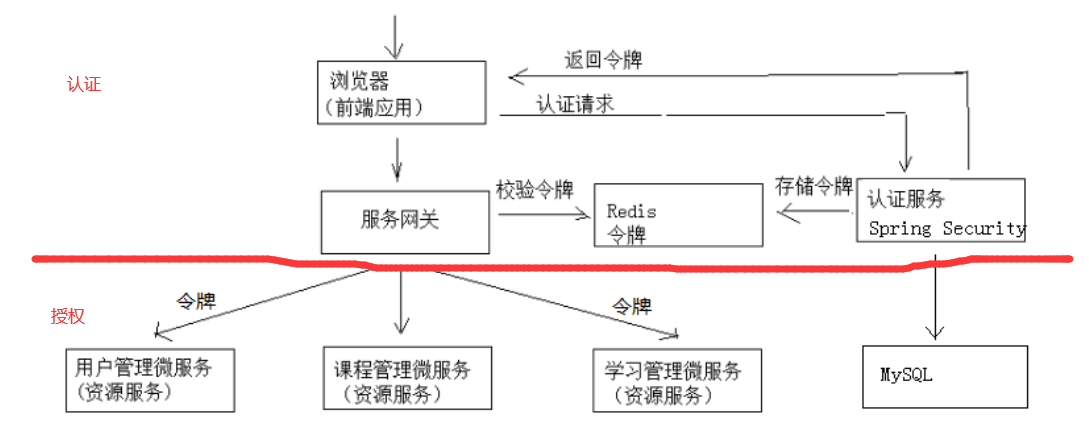 返回令牌
认证
浏览器
（前端应用）
认证请求
校验令牌
存储令牌
服务网关
Redis
令牌
认证服务
Spring Security
令牌
令牌
授权
用户管理微服务
(资源服务)
课程管理微服务
（资源服务）
学习管理微服务
（资源服务）
MySQL